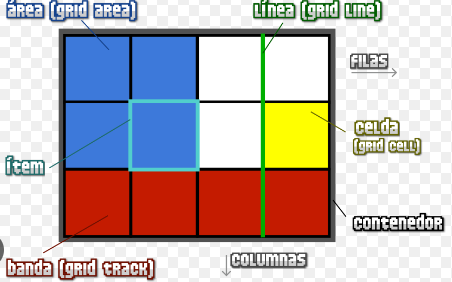 área (grid area)
línea (grid line)
filas
celda
(grid cell)
ítem
contenedor
columnas
banda (grid track)